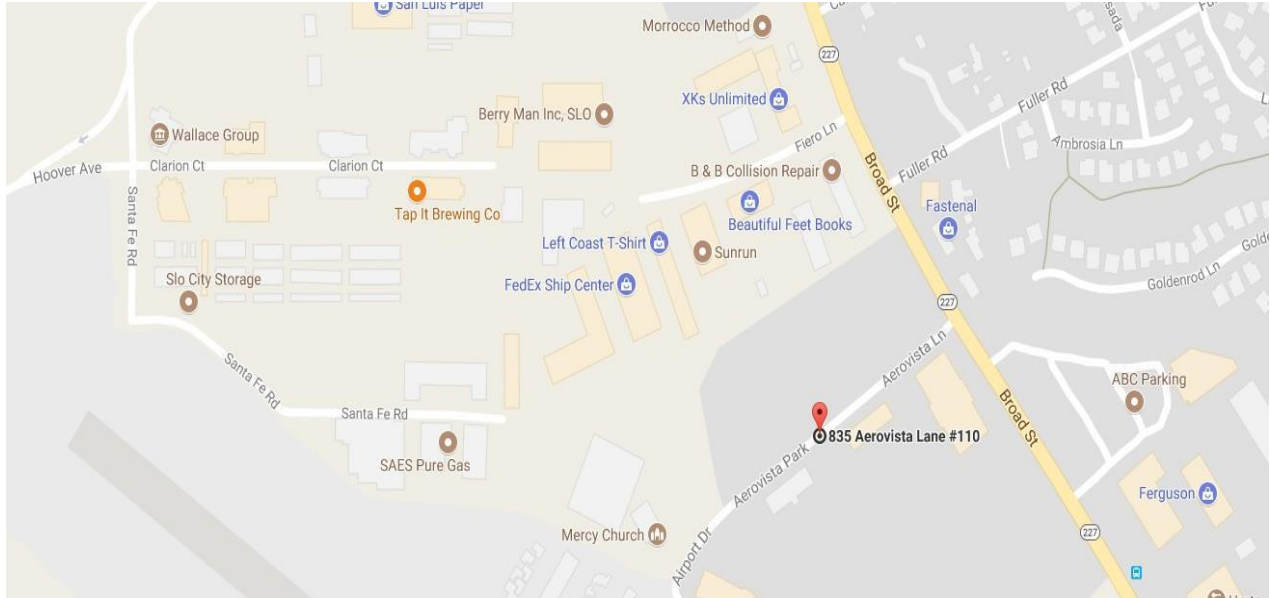 San Luis Paper
Morrocco Method
Ca
227
Fuller
sada
XKs Unlimited
Fuller Rd
Berry Man Inc, SLO
Wallace Group
Fiero Ln
Ambrosia Ln
Hoover Ave
Clarion Ct
Clarion Ct
Broad St
Fuller Rd
B & B Collision Repair
Santa Fe Rd
Tap It Brewing Co
Beautiful Feet Books
Fastenal
Left Coast T-Shirt
Sunrun
Golde
Goldenrod Ln
Slo City Storage
FedEx Ship Center
227
Aerovista Ln
Santa Fe Rd
ABC Parking
Broad St
Santa Fe Rd
835 Aerovista Lane #110
SAES Pure Gas
Aerovista Park
Ferguson
Mercy Church
227
Airport Dr